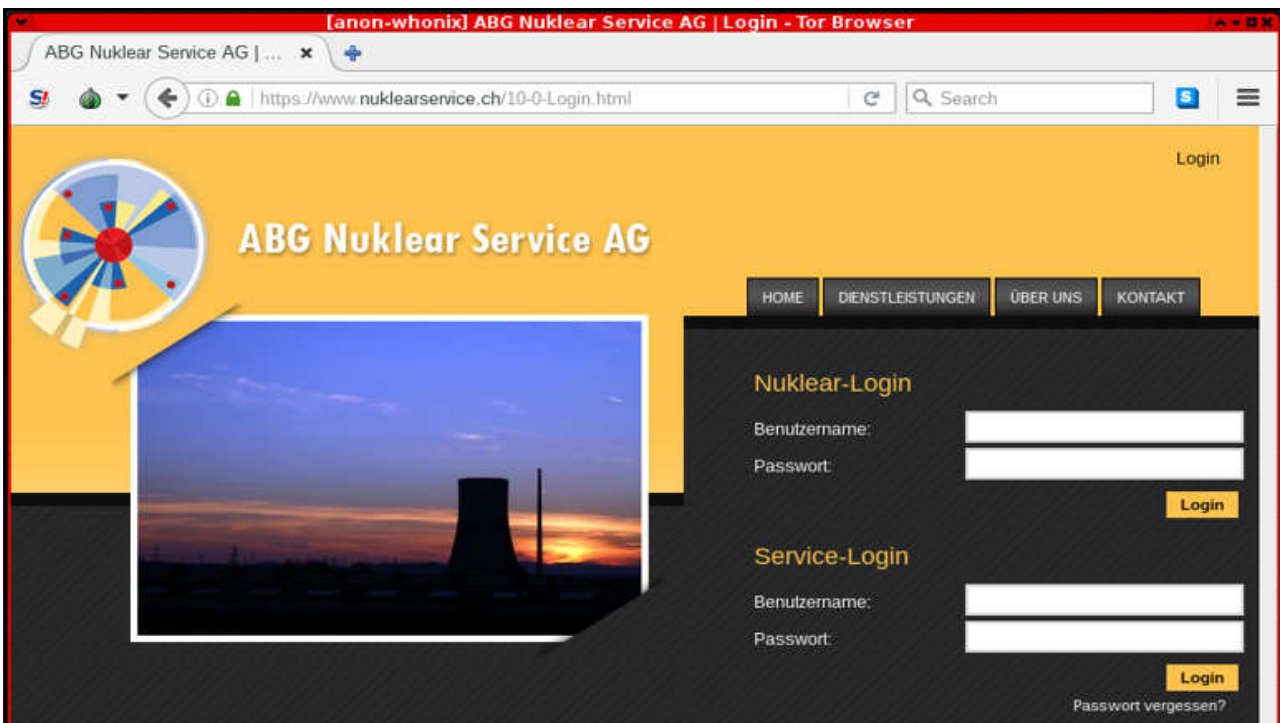 [anon-whonix] ABG Nuklear Service AG | Login - Tor Browser
ABG Nuklear Service AG | ...
https://www.nuklearservice.ch/10-0-Login.html
Search
Login
ABG Nuklear Service AG
HOME DIENSTLEISTUNGEN ÜBER UNS KONTAKT
Nuklear-Login
Benutzername:
Passwort:
Login
Service-Login
Benutzername:
Passwort:
Login
Passwort vergessen?